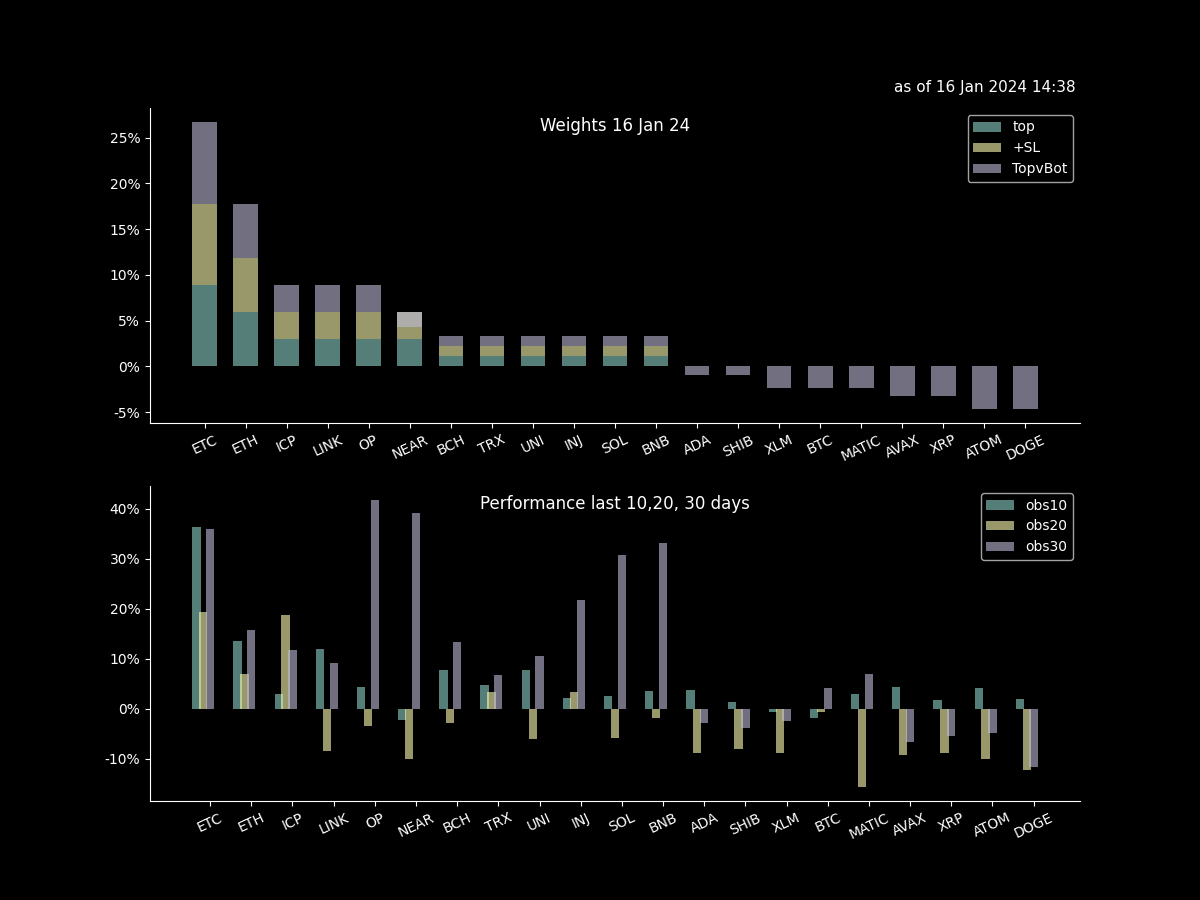 as of 16 Jan 2024 14:38
Weights 16 Jan 24
top
+SL
TopvBot
25%
20%
15%
10%
5%
0%
-5%
ETC ETH ICP LINK OP NEAR BCH TRX UNI INJ SOL BNB ADA SHIB XLM BTC MATIC AVAX XRP ATOM DOGE
Performance last 10,20, 30 days
obs10
obs20
obs30
40%
30%
20%
10%
0%
-10%
ETC ETH ICP LINK OP NEAR BCH TRX UNI INJ SOL BNB ADA SHIB XLM BTC MATIC AVAX XRP ATOM DOGE